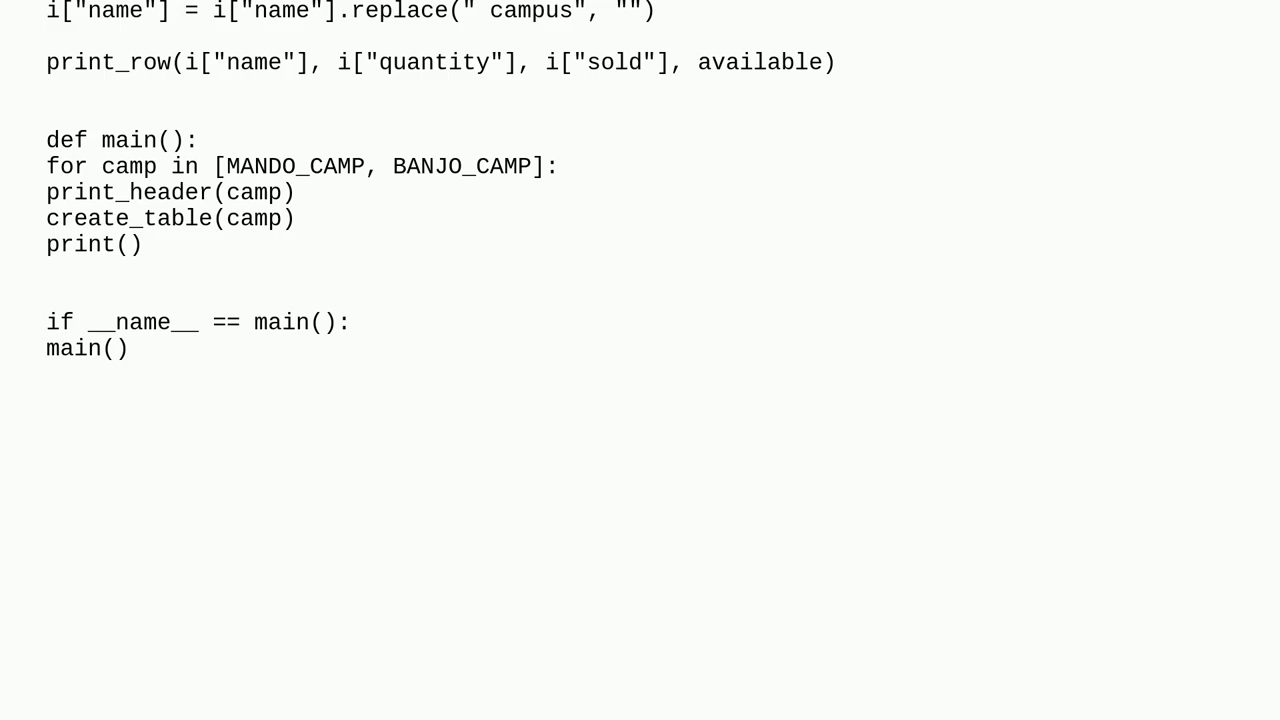 i["name"] = i["name"].replace(" campus", "")
print_row(i["name"], i["quantity"], i["sold"], available)
def main():
for camp in [MANDO_CAMP, BANJO_CAMP]:
print_header(camp)
create_table(camp)
print()
if __name__ == main():
main()